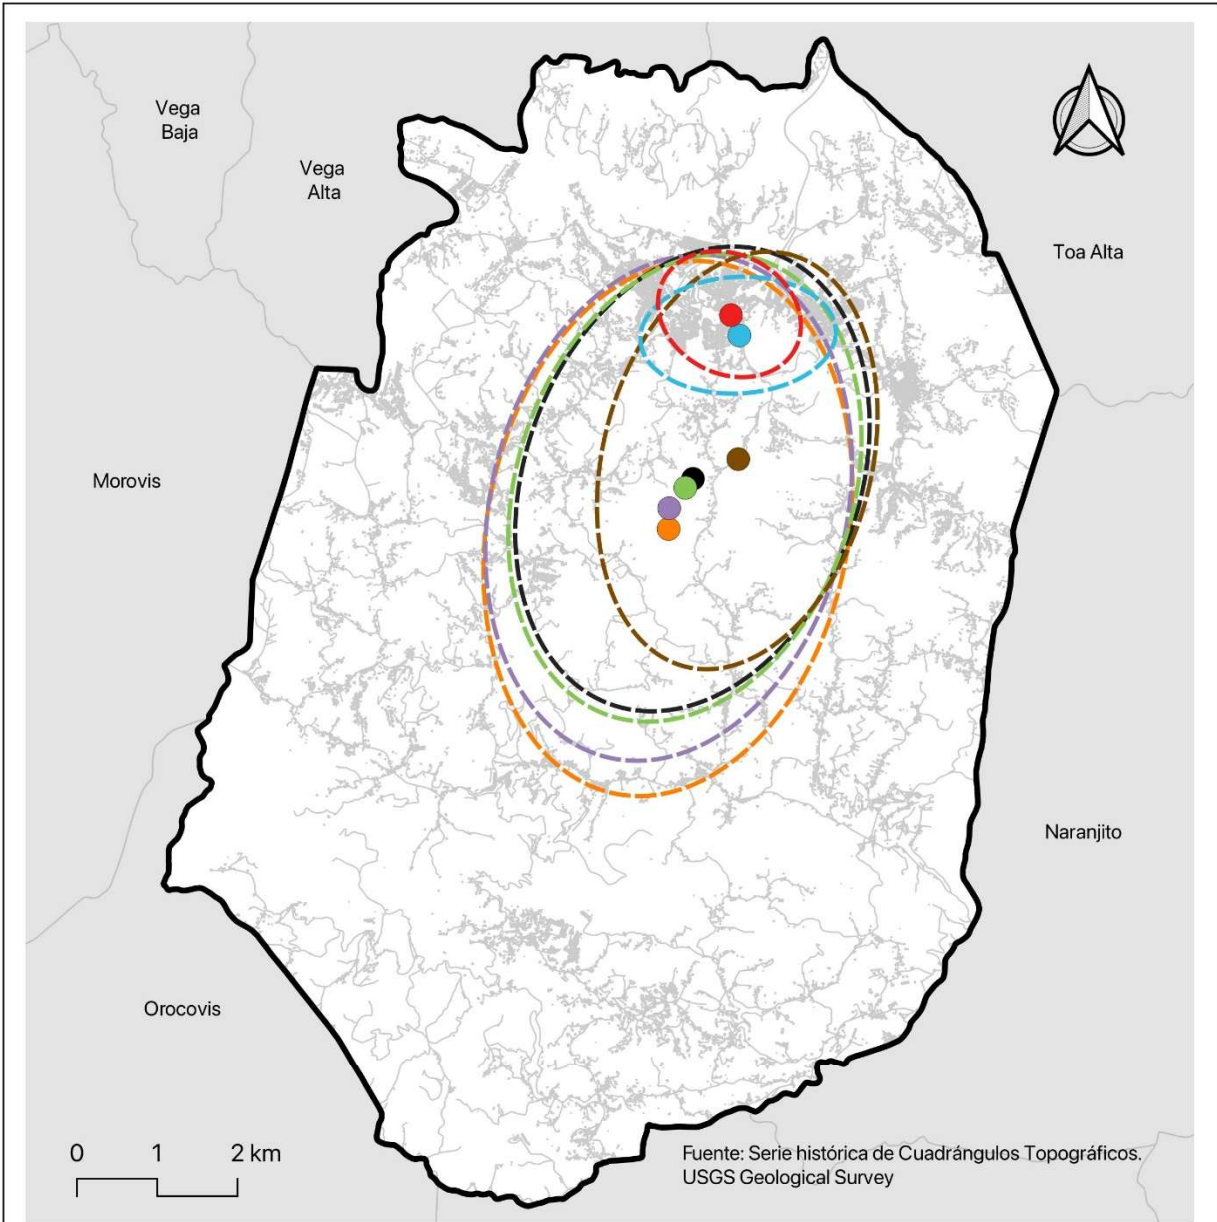 Vega
Baja
Vega
Alta
Toa Alta
Morovis
Naranjito
Orocovis
0 1 2 km
Fuente: Serie histórica de Cuadrángulos Topográficos.
USGS Geological Survey